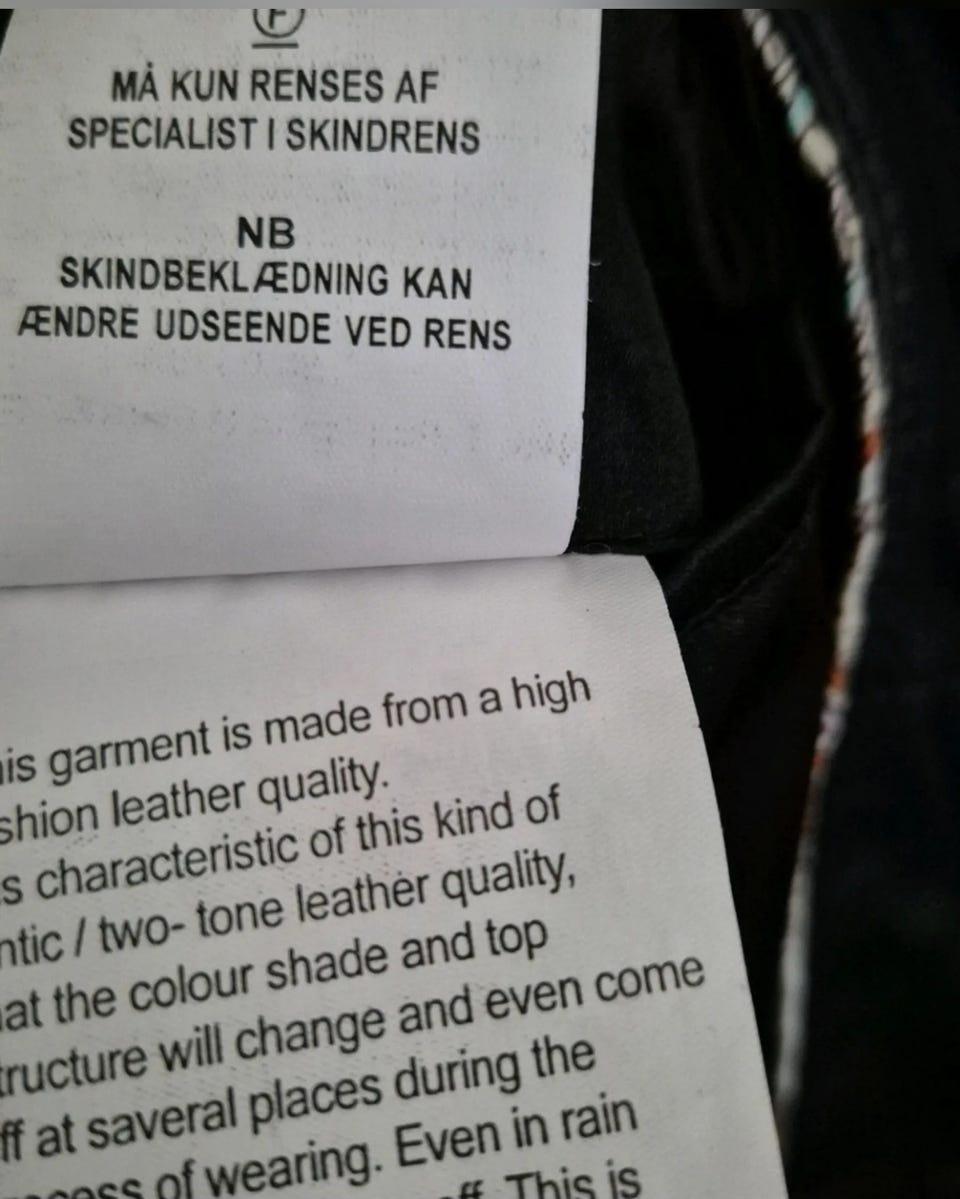 F
MÅ KUN RENSES AF
SPECIALIST I SKINDRENS
NB
SKINDBEKLÆDNING KAN
ÆNDRE UDSEENDE VED RENS
garment is made from a high
leather quality.
characteristic of this kind of
/ two- tone leather quality,
the colour shade and top
will change and even come
at saveral places during the
of wearing. Even in rain
This is